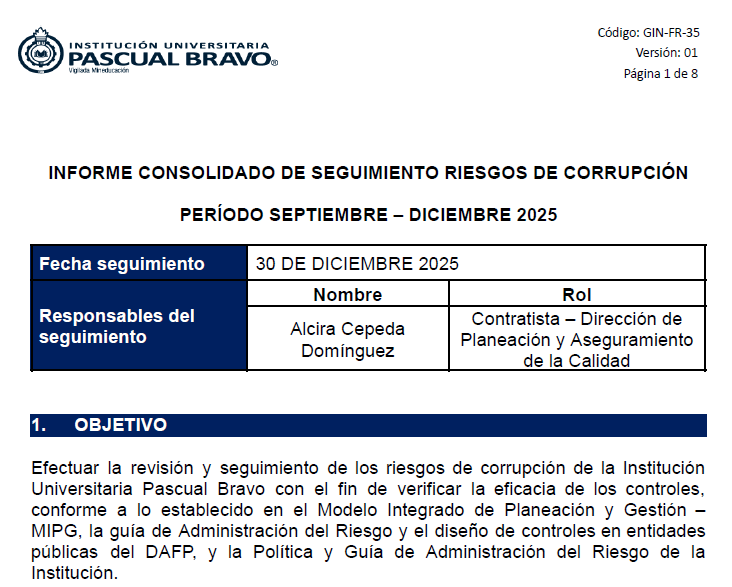 INSTITUCIÓN UNIVERSITARIA
PASCUAL BRAVO®
Vigilada Mineducación
Código: GIN-FR-35
Versión: 01
Página 1 de 8
INFORME CONSOLIDADO DE SEGUIMIENTO RIESGOS DE CORRUPCIÓN
PERÍODO SEPTIEMBRE – DICIEMBRE 2025
Fecha seguimiento
30 DE DICIEMBRE 2025
Responsables del
seguimiento
Nombre
Rol
Alcira Cepeda
Domínguez
Contratista – Dirección de
Planeación y Aseguramiento
de la Calidad
1. OBJETIVO
Efectuar la revisión y seguimiento de los riesgos de corrupción de la Institución
Universitaria Pascual Bravo con el fin de verificar la eficacia de los controles,
conforme a lo establecido en el Modelo Integrado de Planeación y Gestión –
MIPG, la guía de Administración del Riesgo y el diseño de controles en entidades
públicas del DAFP, y la Política y Guía de Administración del Riesgo de la
Institución.